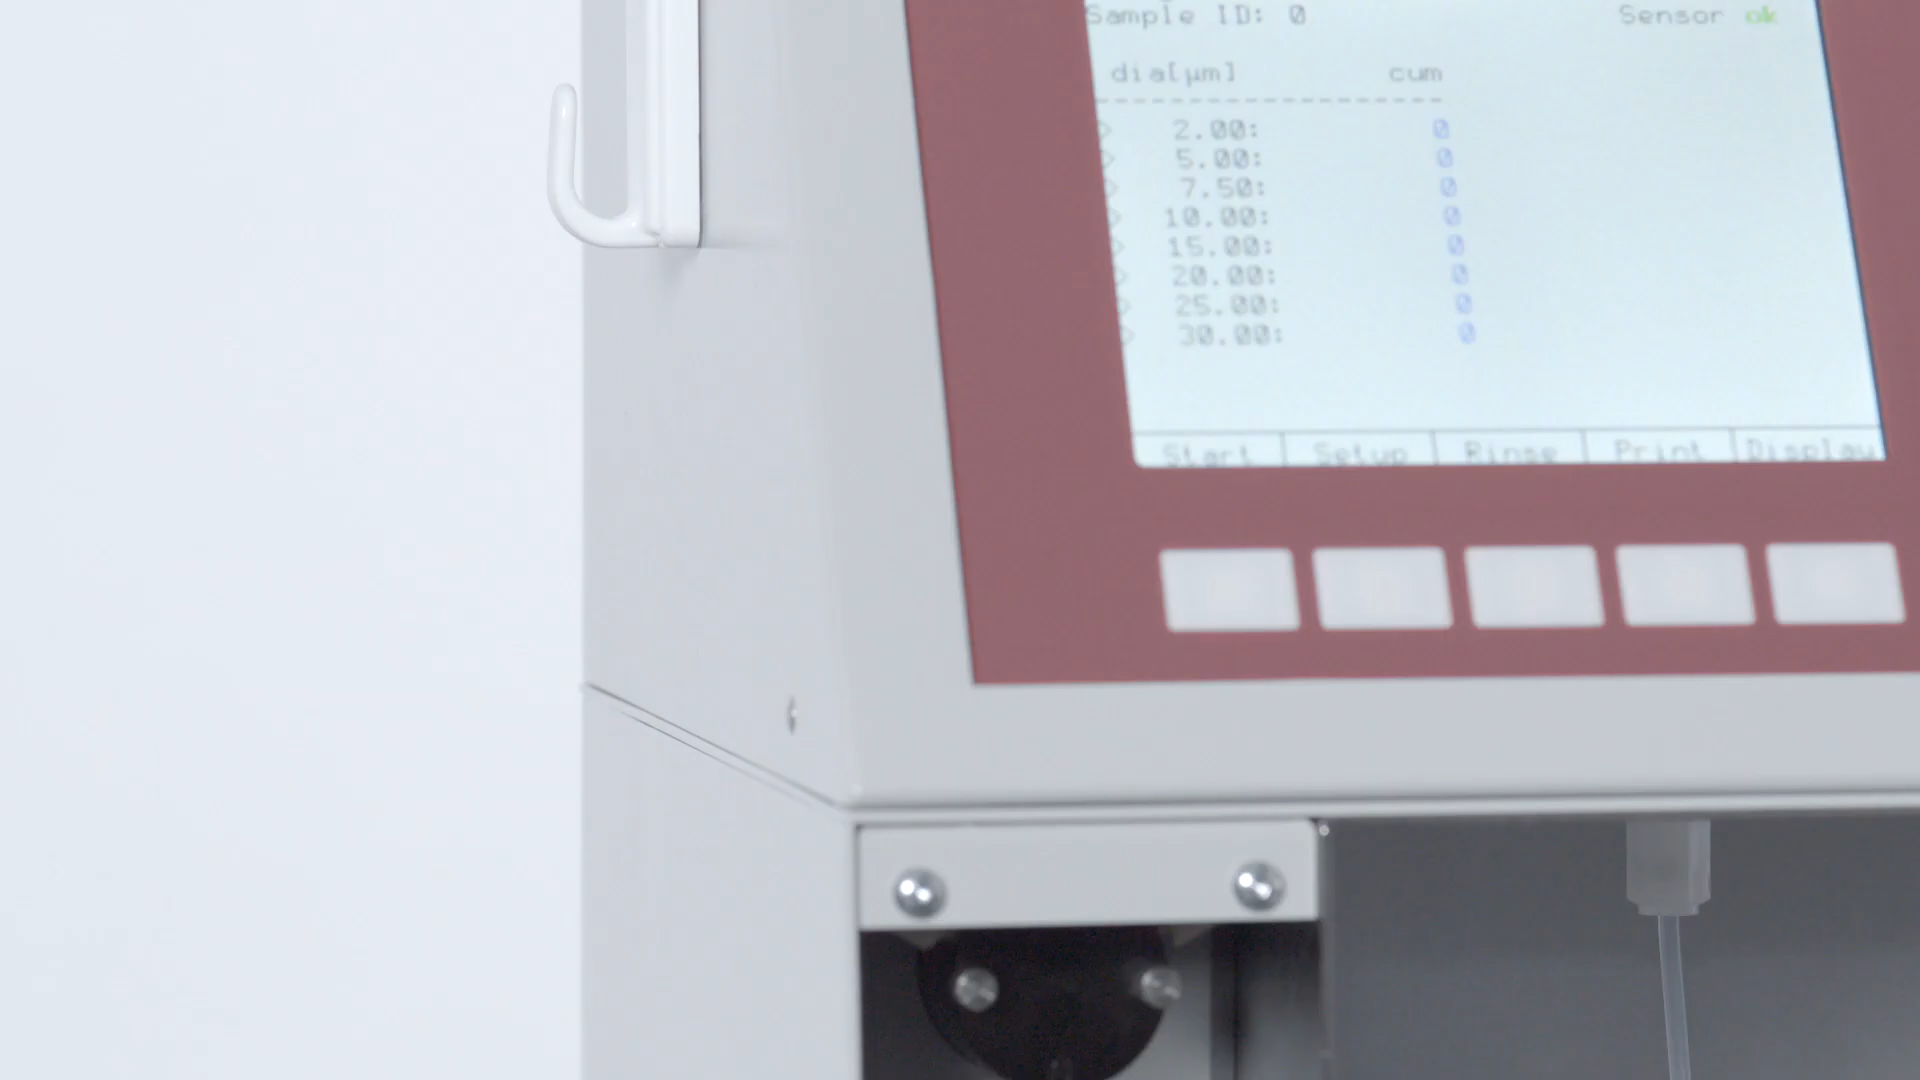 Sample ID: 0 Sensor ok
dia[µm] cum
2.00: 0
5.00: 0
7.50: 0
10.00: 0
15.00: 0
20.00: 0
25.00: 0
30.00: 0
Start Setup Rinse Print Display